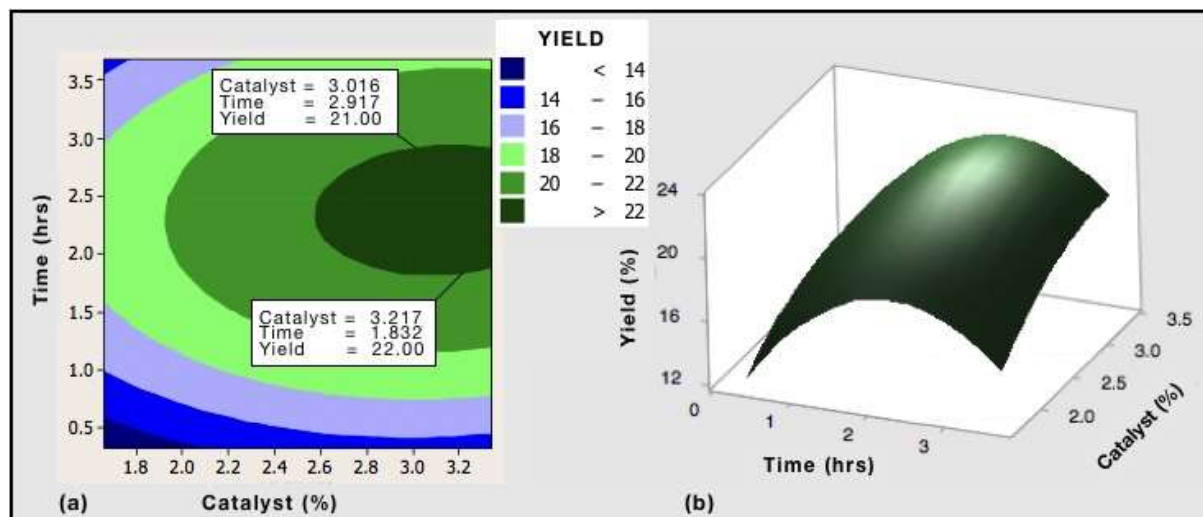 YIELD
< 14
14 – 16
16 – 18
18 – 20
20 – 22
> 22
Catalyst = 3.016
Time = 2.917
Yield = 21.00
Catalyst = 3.217
Time = 1.832
Yield = 22.00
3.5
3.0
2.5
2.0
1.5
1.0
0.5
Time (hrs)
1.8 2.0 2.2 2.4 2.6 2.8 3.0 3.2
(a) Catalyst (%)
24
20
16
12
Yield (%)
0 1 2 3
Time (hrs)
3.5
3.0
2.5
2.0
Catalyst (%)
(b)